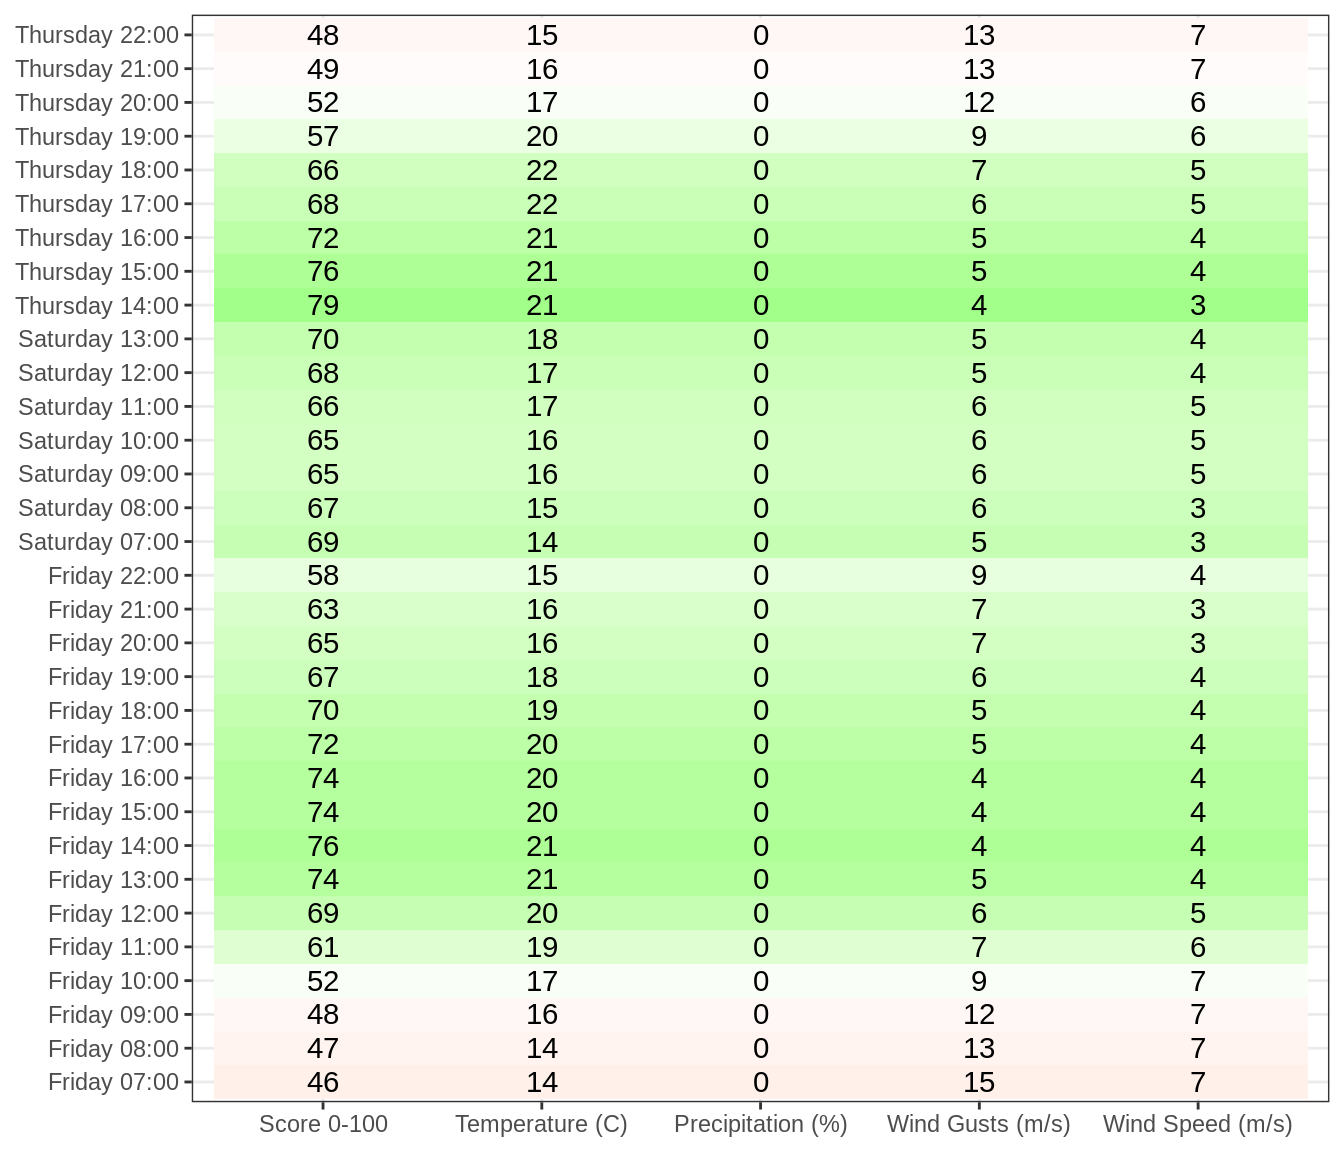 Thursday 22:00 48 15 0 13 7
Thursday 21:00 49 16 0 13 7
Thursday 20:00 52 17 0 12 6
Thursday 19:00 57 20 0 9 6
Thursday 18:00 66 22 0 7 5
Thursday 17:00 68 22 0 6 5
Thursday 16:00 72 21 0 5 4
Thursday 15:00 76 21 0 5 4
Thursday 14:00 79 21 0 4 3
Saturday 13:00 70 18 0 5 4
Saturday 12:00 68 17 0 5 4
Saturday 11:00 66 17 0 6 5
Saturday 10:00 65 16 0 6 5
Saturday 09:00 65 16 0 6 5
Saturday 08:00 67 15 0 6 3
Saturday 07:00 69 14 0 5 3
Friday 22:00 58 15 0 9 4
Friday 21:00 63 16 0 7 3
Friday 20:00 65 16 0 7 3
Friday 19:00 67 18 0 6 4
Friday 18:00 70 19 0 5 4
Friday 17:00 72 20 0 5 4
Friday 16:00 74 20 0 4 4
Friday 15:00 74 20 0 4 4
Friday 14:00 76 21 0 4 4
Friday 13:00 74 21 0 5 4
Friday 12:00 69 20 0 6 5
Friday 11:00 61 19 0 7 6
Friday 10:00 52 17 0 9 7
Friday 09:00 48 16 0 12 7
Friday 08:00 47 14 0 13 7
Friday 07:00 46 14 0 15 7
Score 0-100 Temperature (C) Precipitation (%) Wind Gusts (m/s) Wind Speed (m/s)